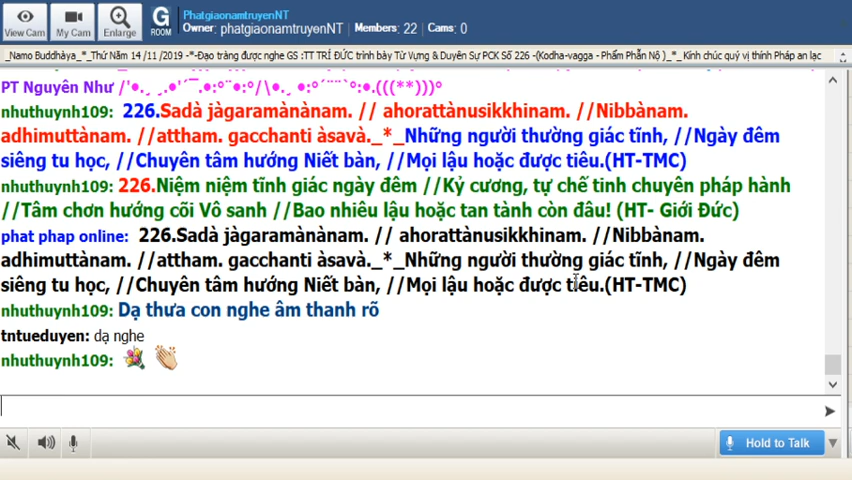 PhatgiaonamtruyenNT
Owner: phatgiaonamtruyenNT Members: 22 Cams: 0
View Cam My Cam Enlarge G ROOM
_Namo Buddhàya_*_Thứ Năm 14 /11 /2019 -*-Đạo tràng được nghe GS :TT TRÍ ĐỨC trình bày Từ Vựng & Duyên Sự PCK Số 226 -(Kodha-vagga - Phẩm Phẫn Nộ )_*_ Kính chúc quý vị thính Pháp an lạc
PT Nguyên Như
nhuthuynh109: 226.Sadà jàgaramànànam. // ahorattànusikkhinam. //Nibbànam.
adhimuttànam. //attham. gacchanti àsavà._*_Những người thường giác tĩnh, //Ngày đêm
siêng tu học, //Chuyên tâm hướng Niết bàn, //Mọi lậu hoặc được tiêu.(HT-TMC)
nhuthuynh109: 226.Niệm niệm tĩnh giác ngày đêm //Kỷ cương, tự chế tinh chuyên pháp hành
//Tâm chơn hướng cõi Vô sanh //Bao nhiêu lậu hoặc tan tành còn đâu! (HT- Giới Đức)
phat phap online: 226.Sadà jàgaramànànam. // ahorattànusikkhinam. //Nibbànam.
adhimuttànam. //attham. gacchanti àsavà._*_Những người thường giác tĩnh, //Ngày đêm
siêng tu học, //Chuyên tâm hướng Niết bàn, //Mọi lậu hoặc được tiêu.(HT-TMC)
nhuthuynh109: Dạ thưa con nghe âm thanh rõ
tntueduyen: dạ nghe
nhuthuynh109:
Hold to Talk